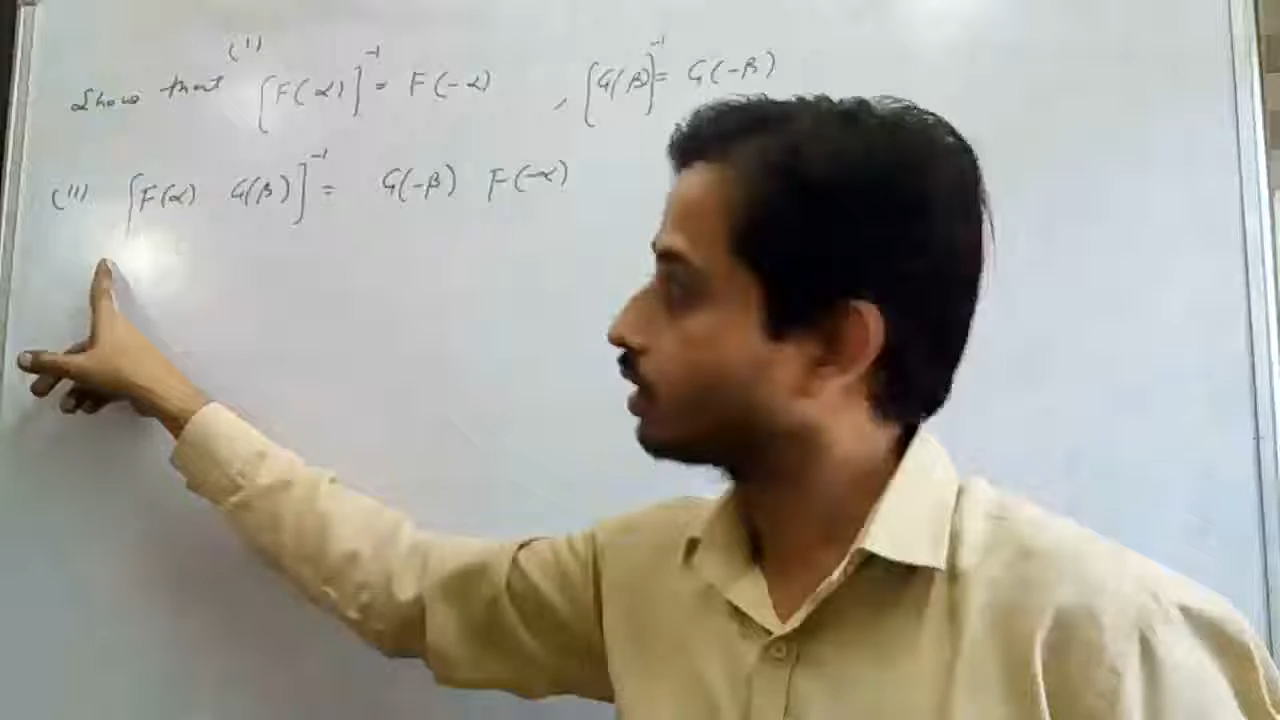 Show that (i) [F(α)]⁻¹ = F(-α) , [G(β)]⁻¹ = G(-β)
(ii) [F(α) G(β)]⁻¹ = G(-β) F(-α)